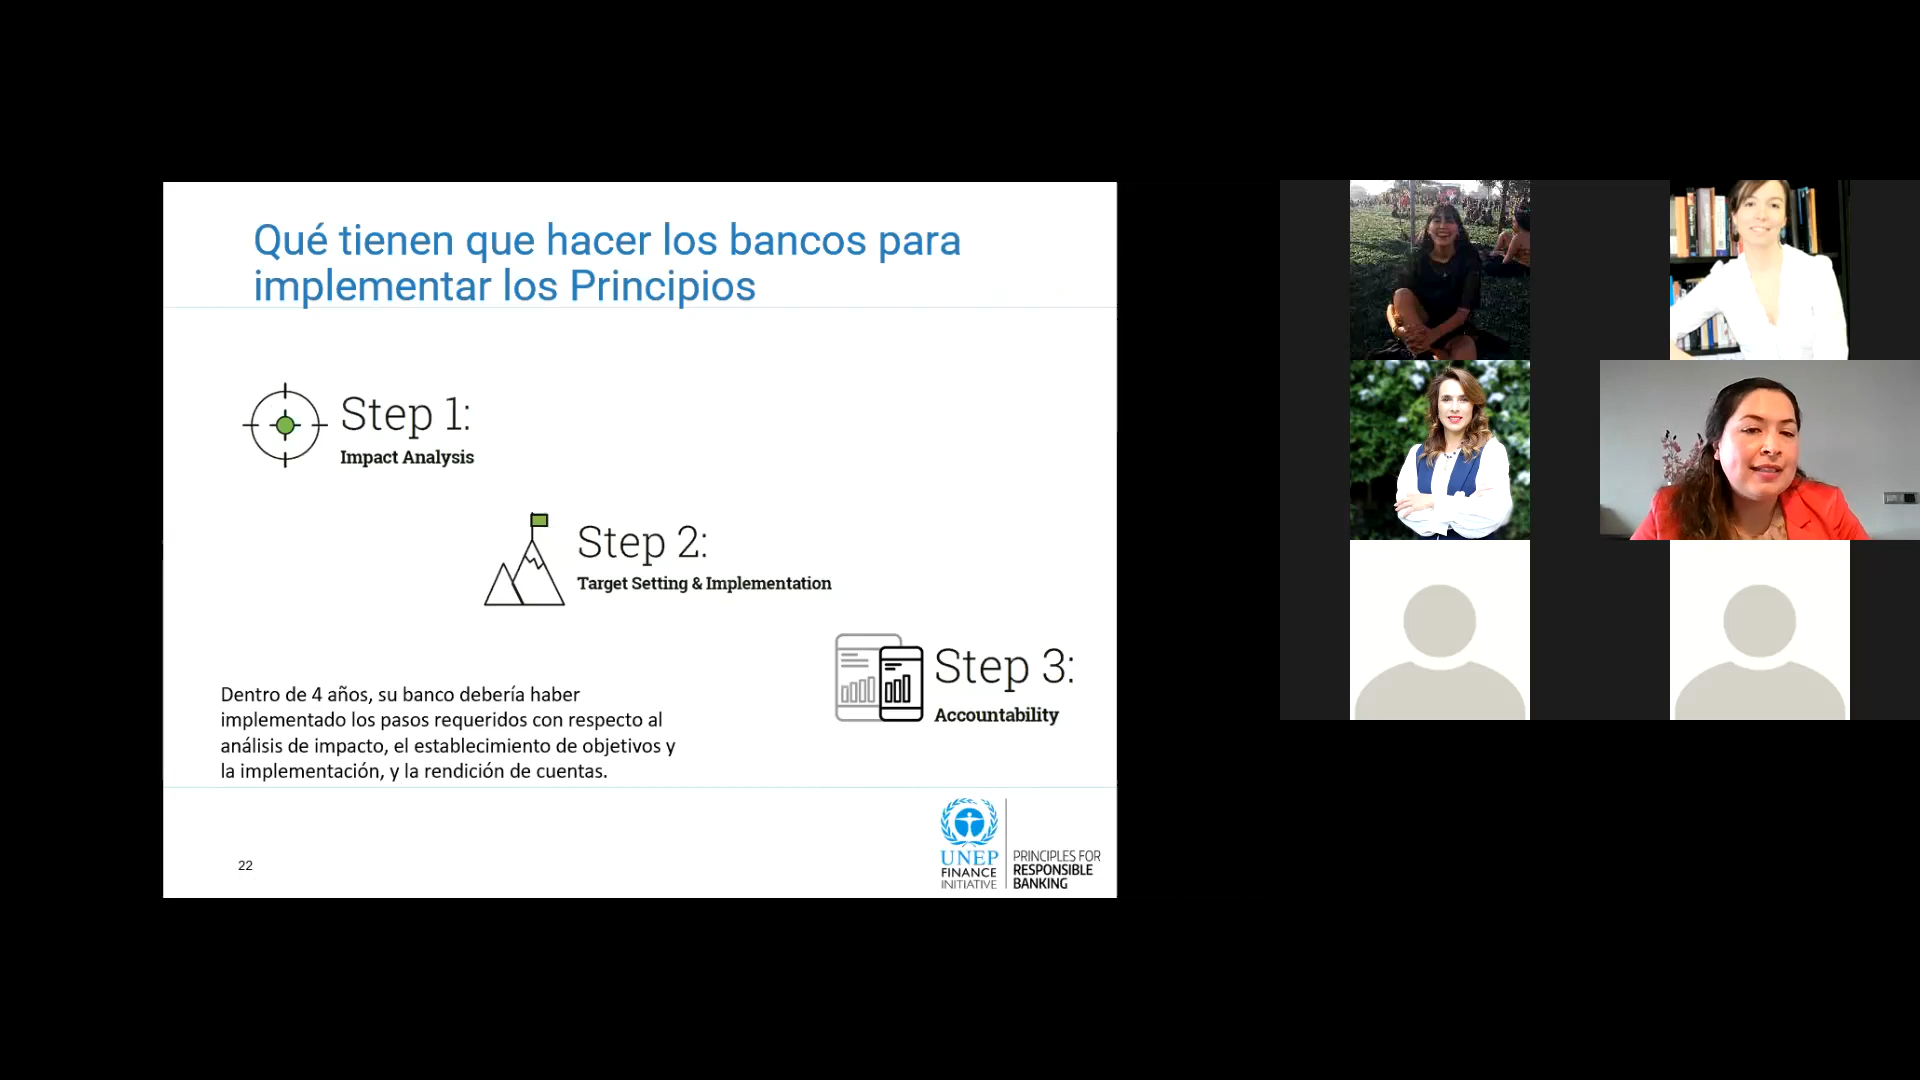 Qué tienen que hacer los bancos para
implementar los Principios
Step 1:
Impact Analysis
Step 2:
Target Setting & Implementation
Step 3:
Accountability
Dentro de 4 años, su banco debería haber
implementado los pasos requeridos con respecto al
análisis de impacto, el establecimiento de objetivos y
la implementación, y la rendición de cuentas.
22
UNEP
FINANCE
INITIATIVE
PRINCIPLES FOR
RESPONSIBLE
BANKING